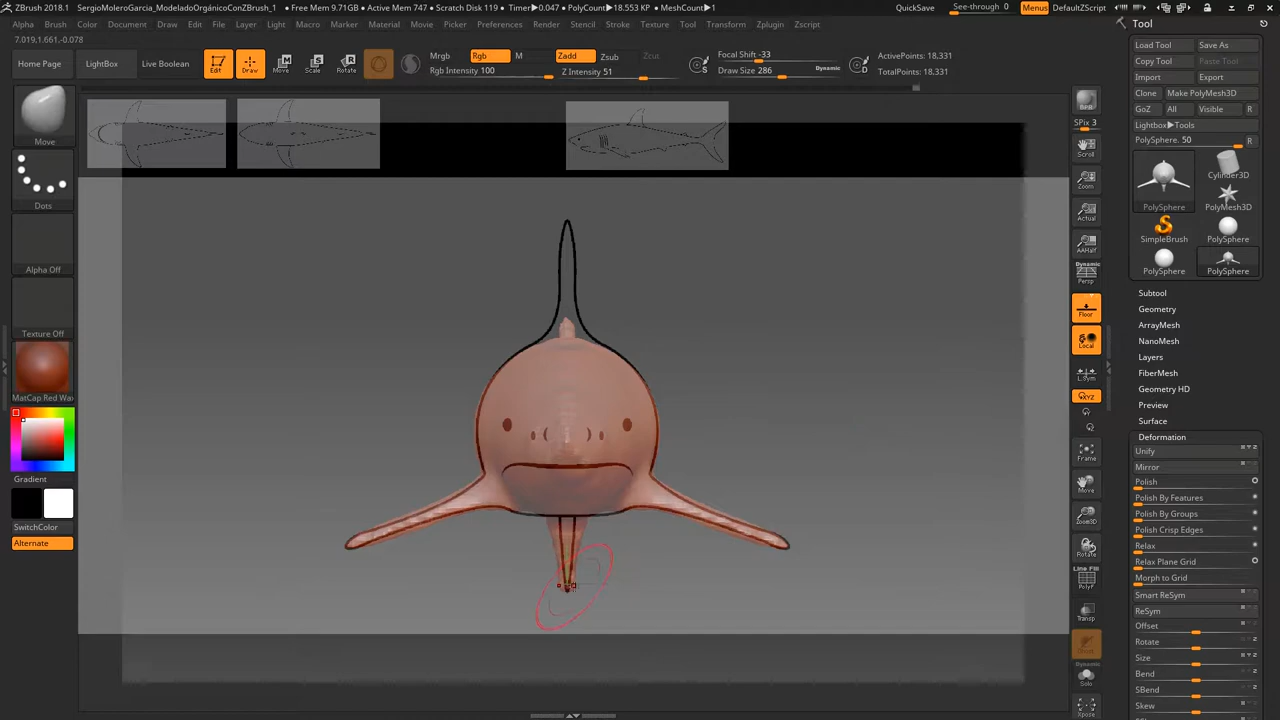 ZBrush 2018.1 SergioMoleroGarcia_ModeladoOrgánicoConZBrush_1 • Free Mem 9.71GB • Active Mem 747 • Scratch Disk 119 • Timer▶0.047 • PolyCount▶18.553 KP • MeshCount▶1 QuickSave See-through 0 Menus DefaultZScript
Alpha Brush Color Document Draw Edit File Layer Light Macro Marker Material Movie Picker Preferences Render Stencil Stroke Texture Tool Transform Zplugin Zscript
Tool
7.019,1.661,-0.078
Load Tool Save As
Copy Tool Paste Tool
Import Export
Clone Make PolyMesh3D
GoZ All Visible R
Lightbox▶Tools
PolySphere. 50 R
Home Page LightBox Live Boolean
Edit Draw Move Scale Rotate
Mrgb Rgb M Zadd Zsub Zcut
Rgb Intensity 100 Z Intensity 51
Focal Shift -33
Draw Size 286 Dynamic
S
D
ActivePoints: 18,331
TotalPoints: 18,331
Move
Dots
Alpha Off
Texture Off
MatCap Red Wax
Gradient
SwitchColor
Alternate
BPR
SPix 3
Scroll
Zoom
Actual
AAHalf
Dynamic
Persp
Floor
Local
L.Sym
XYZ
Frame
Move
Zoom3D
Rotate
Line Fill
PolyF
Transp
Dynamic
Solo
Xpose
PolySphere Cylinder3D
PolyMesh3D
SimpleBrush PolySphere
PolySphere PolySphere
Subtool
Geometry
ArrayMesh
NanoMesh
Layers
FiberMesh
Geometry HD
Preview
Surface
Deformation
Unify
Mirror
Polish
Polish By Features
Polish By Groups
Polish Crisp Edges
Relax
Relax Plane Grid
Morph to Grid
Smart ReSym
ReSym
Offset
Rotate
Size
Bend
SBend
Skew